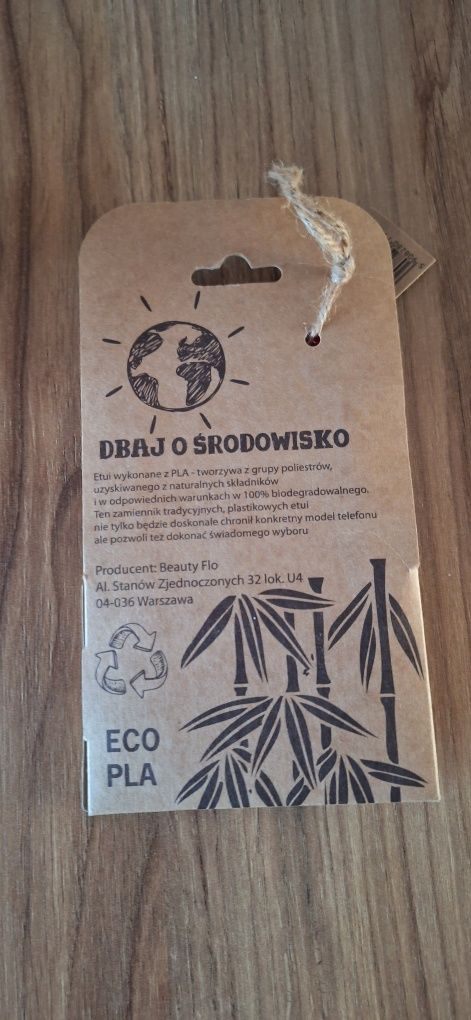 DBAJ O ŚRODOWISKO
Etui wykonane z PLA - tworzywa z grupy poliestrów,
uzyskiwanego z naturalnych składników
i w odpowiednich warunkach w 100% biodegradowalnego.
Ten zamiennik tradycyjnych, plastikowych etui
nie tylko będzie doskonale chronił konkretny model telefonu
ale pozwoli też dokonać świadomego wyboru
Producent: Beauty Flo
Al. Stanów Zjednoczonych 32 lok. U4
04-036 Warszawa
ECO
PLA